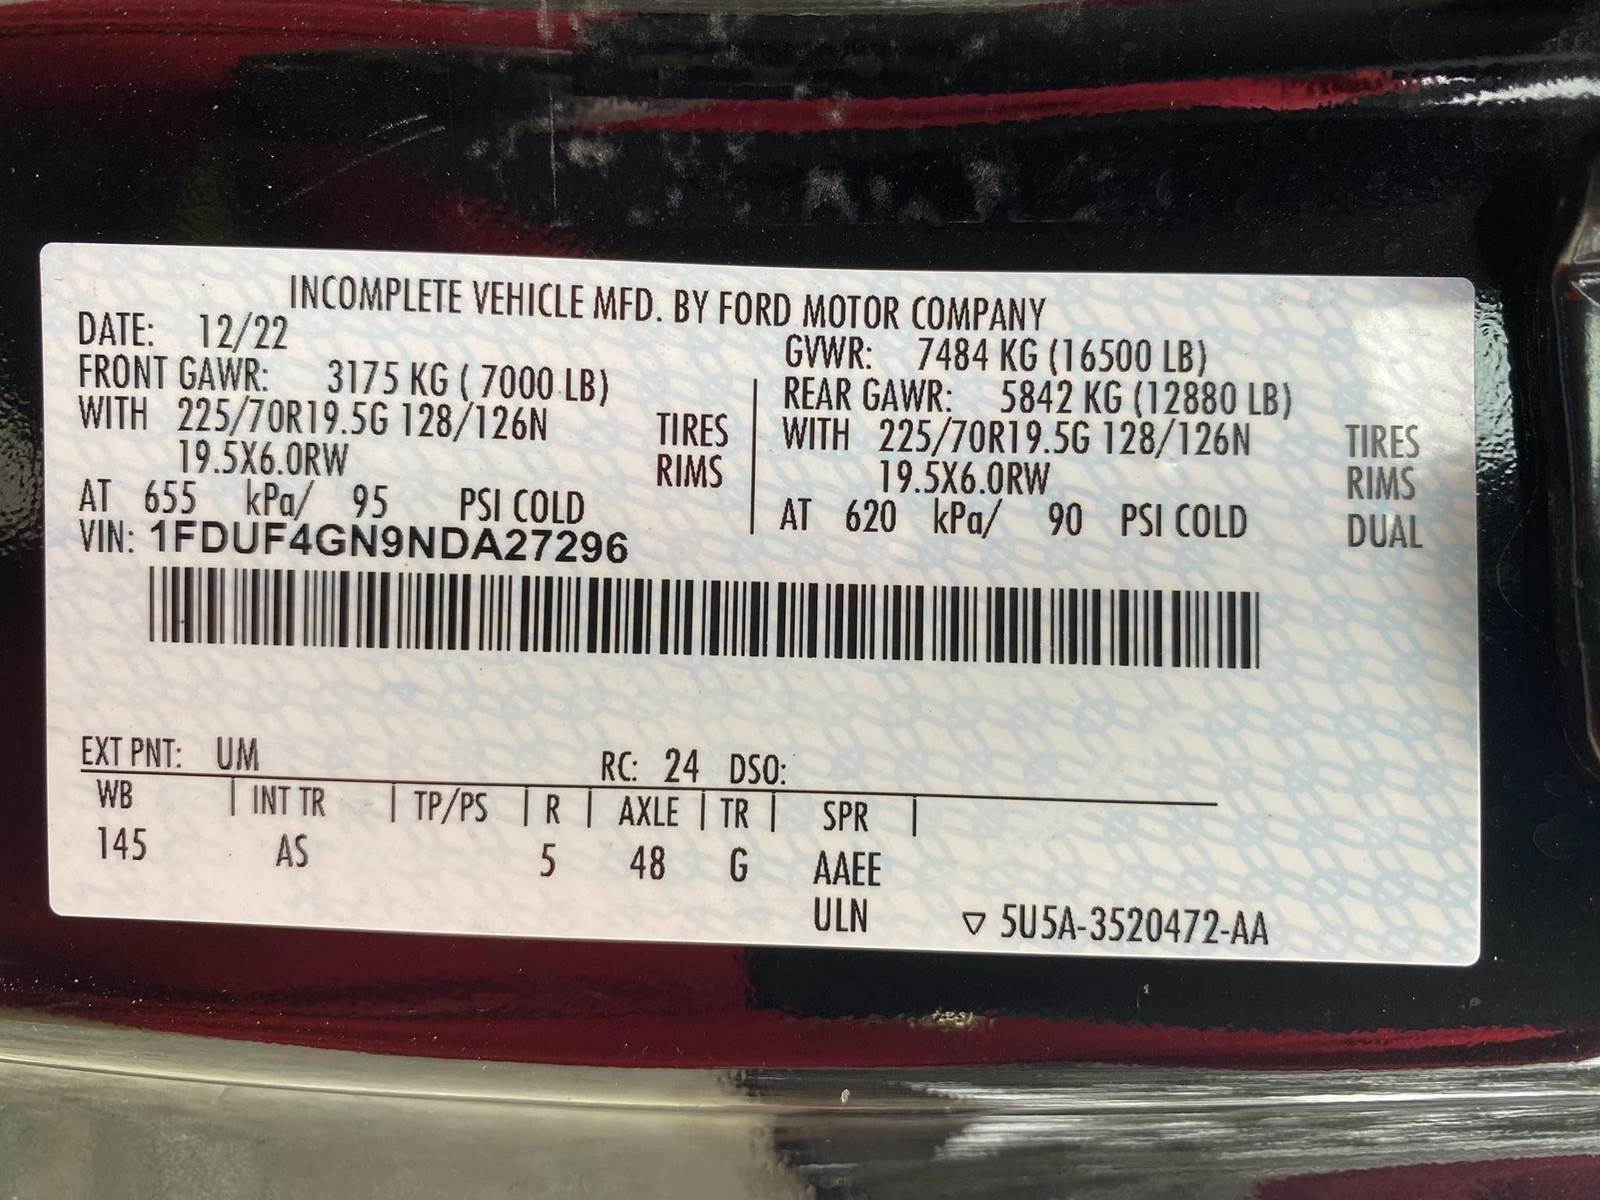 INCOMPLETE VEHICLE MFD. BY FORD MOTOR COMPANY
DATE: 12/22 GVWR: 7484 KG (16500 LB)
FRONT GAWR: 3175 KG ( 7000 LB) REAR GAWR: 5842 KG (12880 LB)
WITH 225/70R19.5G 128/126N TIRES WITH 225/70R19.5G 128/126N TIRES
19.5X6.0RW RIMS 19.5X6.0RW RIMS
AT 655 kPa/ 95 PSI COLD AT 620 kPa/ 90 PSI COLD DUAL
VIN: 1FDUF4GN9NDA27296
EXT PNT: UM RC: 24 DSO:
WB | INT TR | TP/PS | R | AXLE | TR | SPR |
145 AS 5 48 G AAEE
ULN ▽ 5U5A-3520472-AA